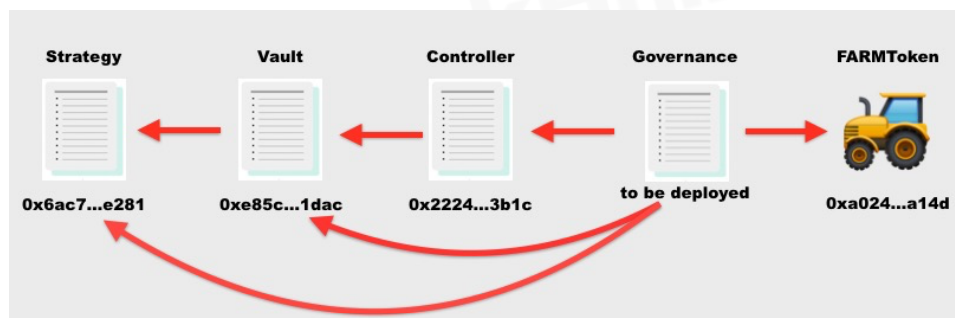 Strategy
Vault
Controller
Governance
FARMToken
0x6ac7...e281
0xe85c...1dac
0x2224...3b1c
to be deployed
0xa024...a14d